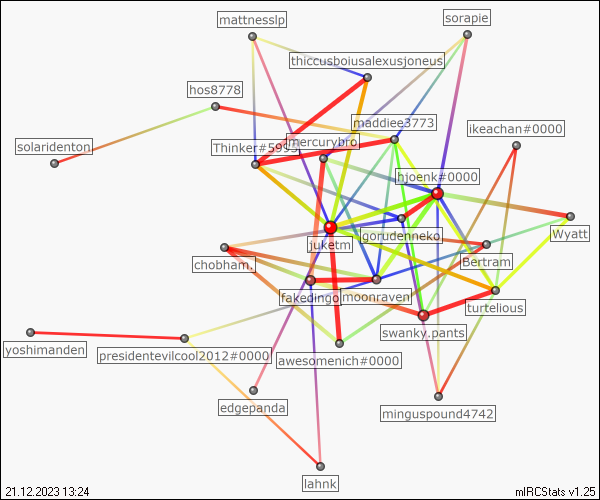 mattnesslp
sorapie
thiccusboiusalexusjoneus
hos8778
maddiee3773
ikeachan#0000
solaridenton
Thinker#5993
mercurybro
hjoenk#0000
Wyatt
gorudenneko
juketm
Bertram
chobham.
fakedingo
moonraven
turtelious
swanky.pants
yoshimanden
presidentevilcool2012#0000
awesomenich#0000
edgepanda
minguspound4742
lahnk
21.12.2023 13:24
mIRCStats v1.25